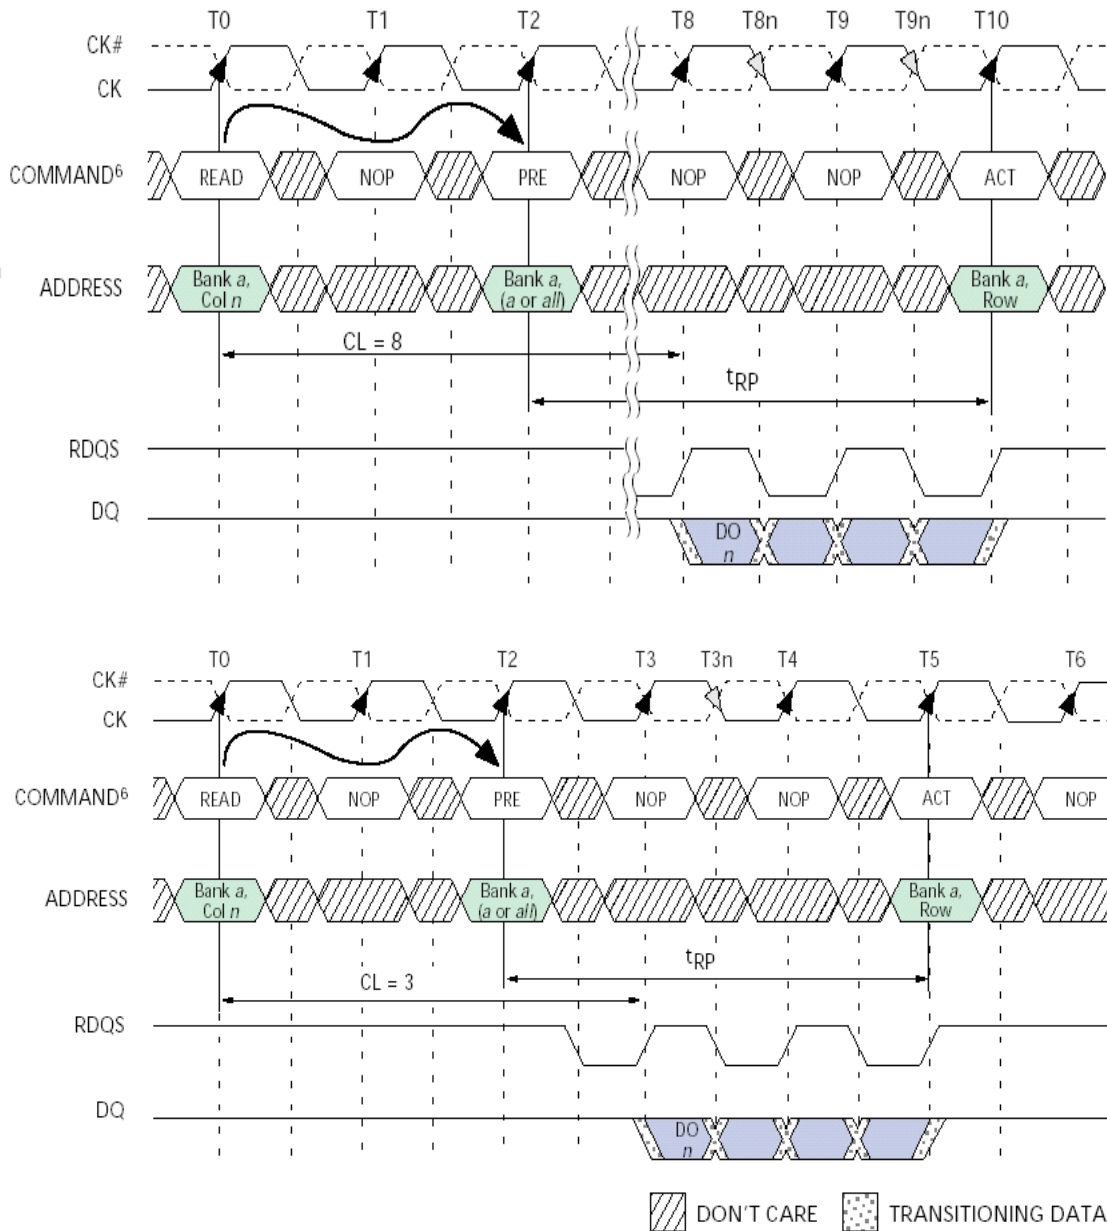 T0 T1 T2 T8 T8n T9 T9n T10
CK#
CK
COMMAND⁶ READ NOP PRE NOP NOP ACT
ADDRESS Bank a, Col n Bank a, (a or all) Bank a, Row
CL = 8
tRP
RDQS
DQ
DO
n
T0 T1 T2 T3 T3n T4 T5 T6
CK#
CK
COMMAND⁶ READ NOP PRE NOP NOP ACT NOP
ADDRESS Bank a, Col n Bank a, (a or all) Bank a, Row
tRP
CL = 3
RDQS
DQ
DO
n
DON'T CARE TRANSITIONING DATA